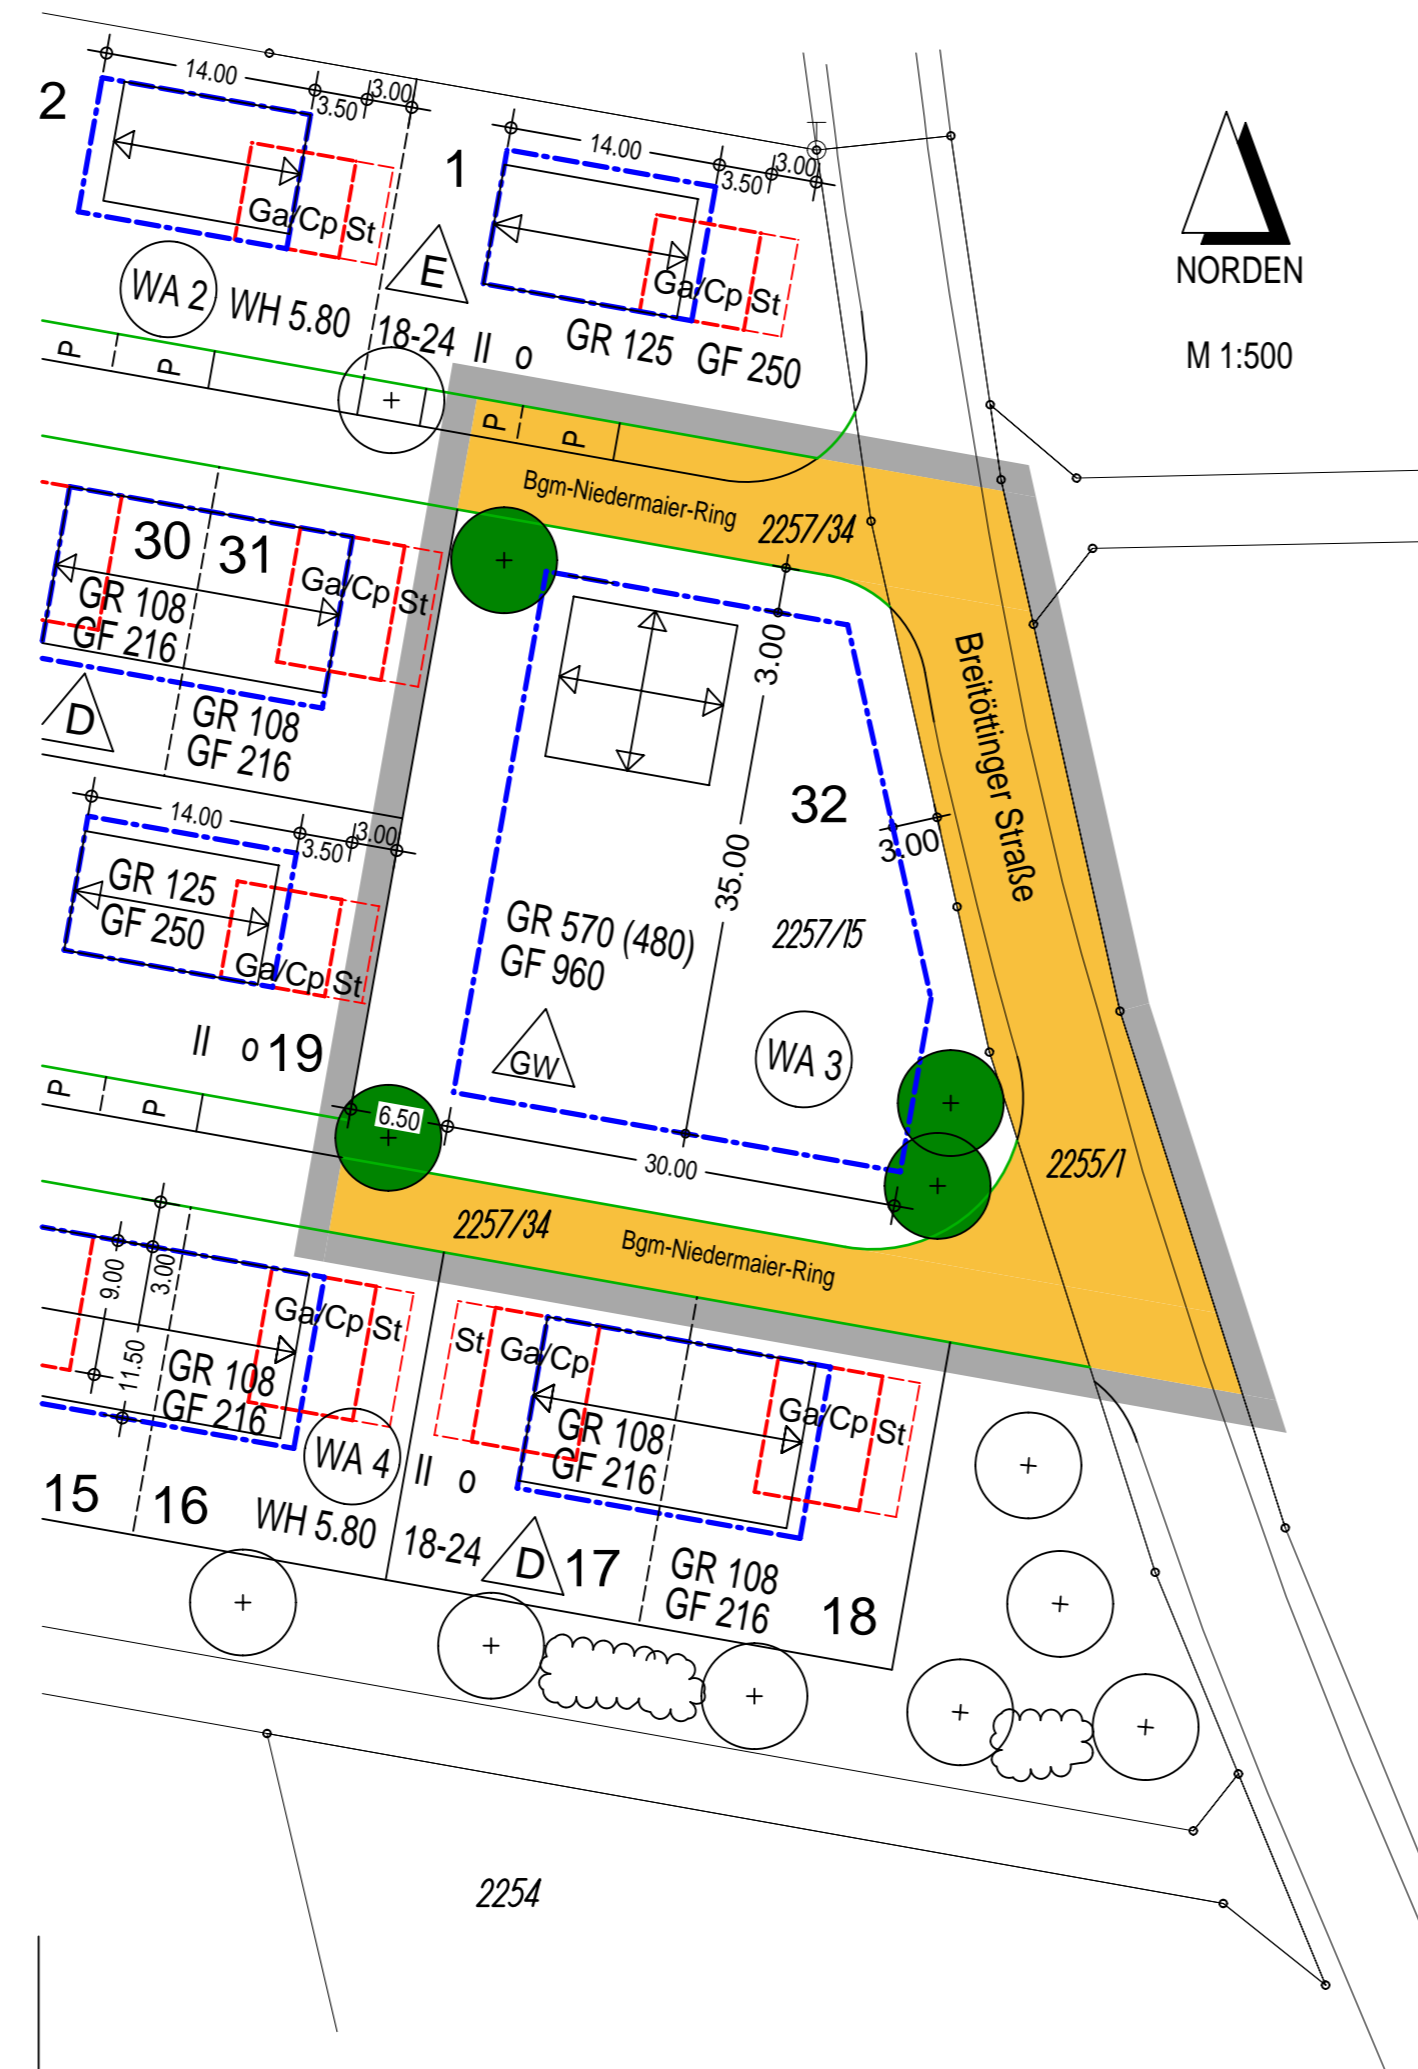 14.00
3.50
3.00
2
1
14.00
3.50
3.00
NORDEN
M 1:500
Ga/Cp St
E
Ga/Cp St
WA 2
WH 5.80
18-24
II
o
GR 125
GF 250
P
P
P
P
Bgm-Niedermaier-Ring
2257/34
30
31
Ga/Cp St
GR 108
GF 216
3.00
Breitöttinger Straße
D
GR 108
GF 216
14.00
3.50
3.00
32
3.00
35.00
GR 125
GF 250
Ga/Cp St
GR 570 (480)
GF 960
2257/15
II
o
19
GW
WA 3
P
P
6.50
30.00
2255/1
2257/34
Bgm-Niedermaier-Ring
9.00
3.00
11.50
Ga/Cp St
St
Ga/Cp
GR 108
GF 216
Ga/Cp St
GR 108
GF 216
WA 4
II
o
15
16
WH 5.80
18-24
D
17
GR 108
GF 216
18
2254